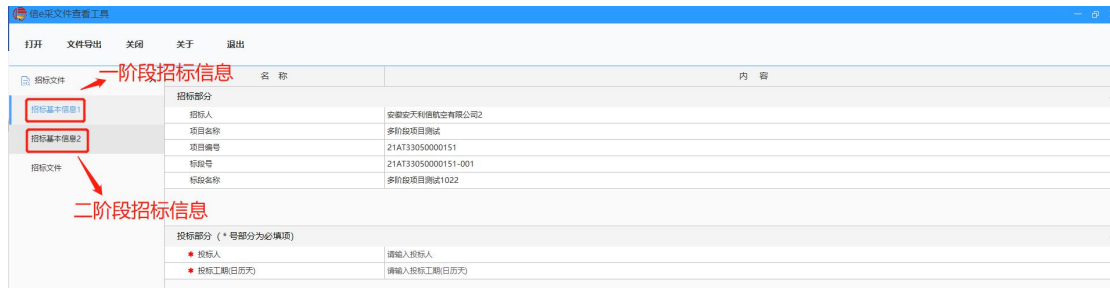 信e采文件查看工具
打开 文件导出 关闭 关于 退出
招标文件
一阶段招标信息
名 称 内 容
招标基本信息1
招标基本信息2
招标文件
二阶段招标信息
招标部分
招标人 安徽安天利信航空有限公司2
项目名称 多阶段项目测试
项目编号 21AT33050000151
标段号 21AT33050000151-001
标段名称 多阶段项目测试1022
投标部分 ( * 号部分为必填项)
* 投标人 请输入投标人
* 投标工期(日历天) 请输入投标工期(日历天)